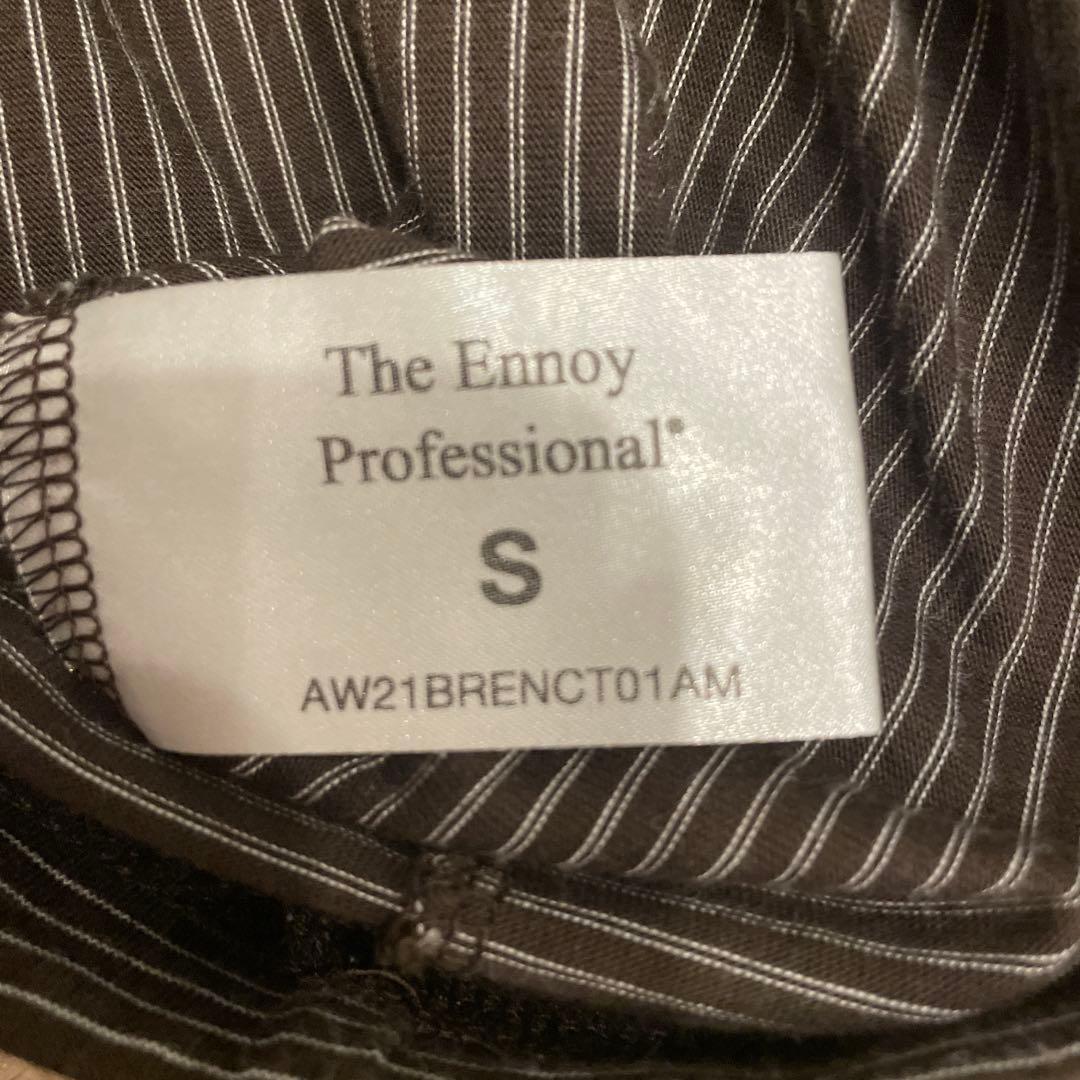 The Ennoy
Professional®
S
AW21BRENCT01AM